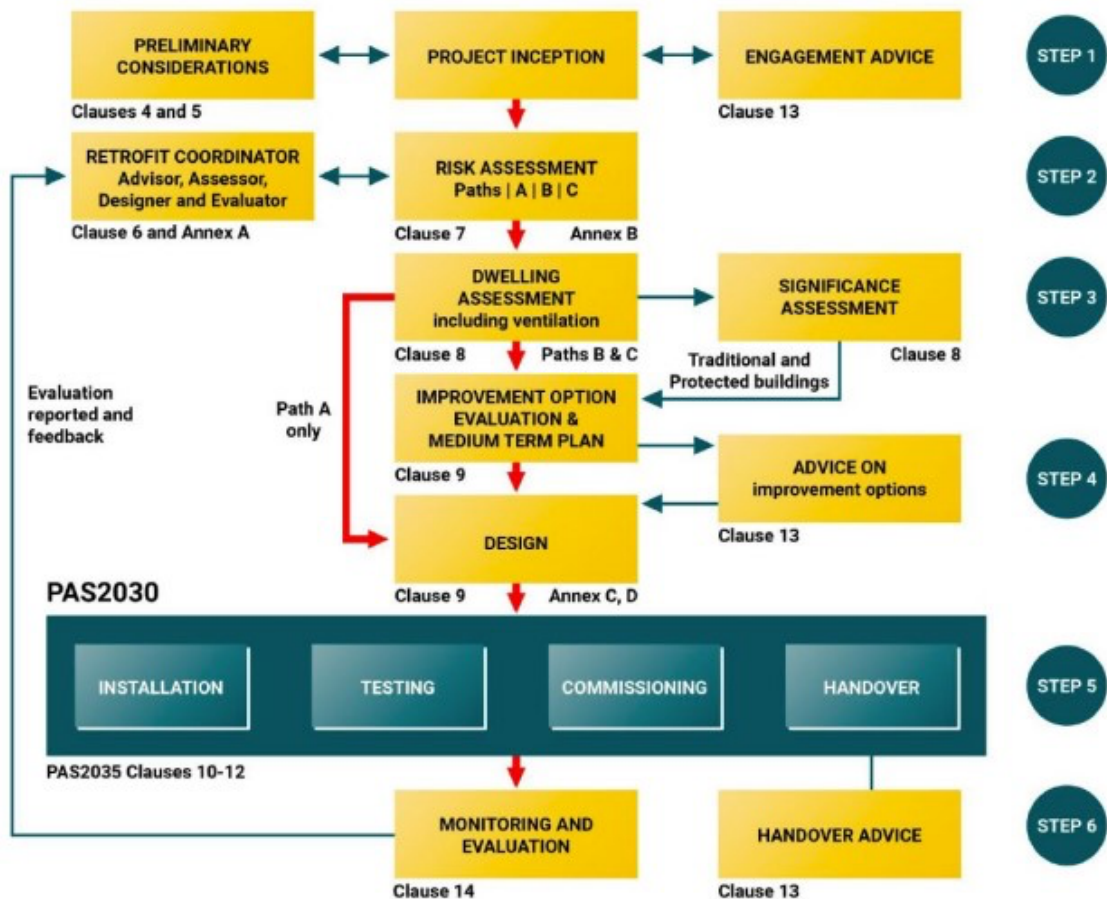 PRELIMINARY
CONSIDERATIONS
Clauses 4 and 5
PROJECT INCEPTION
ENGAGEMENT ADVICE
Clause 13
STEP 1
RETROFIT COORDINATOR
Advisor, Assessor,
Designer and Evaluator
Clause 6 and Annex A
RISK ASSESSMENT
Paths | A | B | C
Clause 7
Annex B
STEP 2
DWELLING
ASSESSMENT
including ventilation
Clause 8
Paths B & C
SIGNIFICANCE
ASSESSMENT
Clause 8
Traditional and
Protected buildings
STEP 3
Evaluation
reported and
feedback
Path A
only
IMPROVEMENT OPTION
EVALUATION &
MEDIUM TERM PLAN
Clause 9
ADVICE ON
improvement options
Clause 13
STEP 4
DESIGN
Clause 9
Annex C, D
PAS2030
INSTALLATION
TESTING
COMMISSIONING
HANDOVER
STEP 5
PAS2035 Clauses 10-12
MONITORING AND
EVALUATION
Clause 14
HANDOVER ADVICE
Clause 13
STEP 6